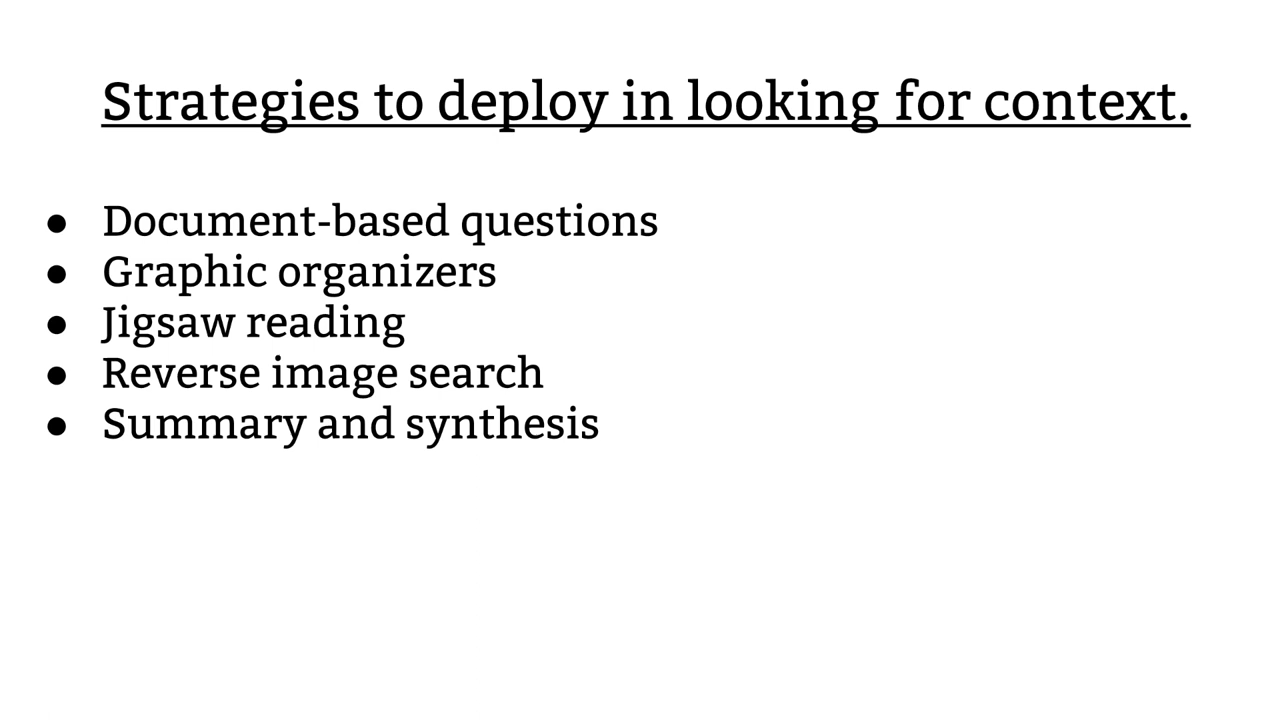 Strategies to deploy in looking for context.
● Document-based questions
● Graphic organizers
● Jigsaw reading
● Reverse image search
● Summary and synthesis